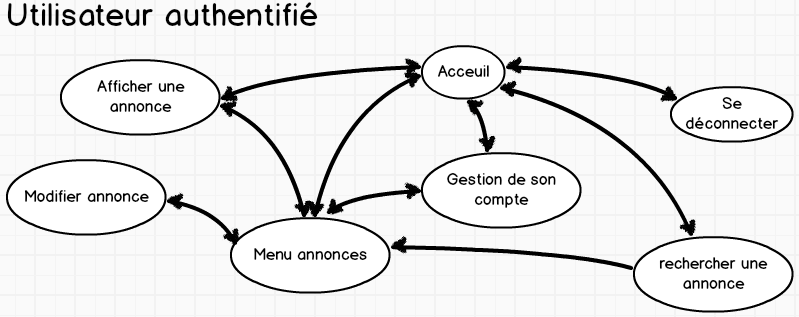 Utilisateur authentifié
Afficher une
annonce
Acceuil
Se
déconnecter
Modifier annonce
Gestion de son
compte
Menu annonces
rechercher une
annonce